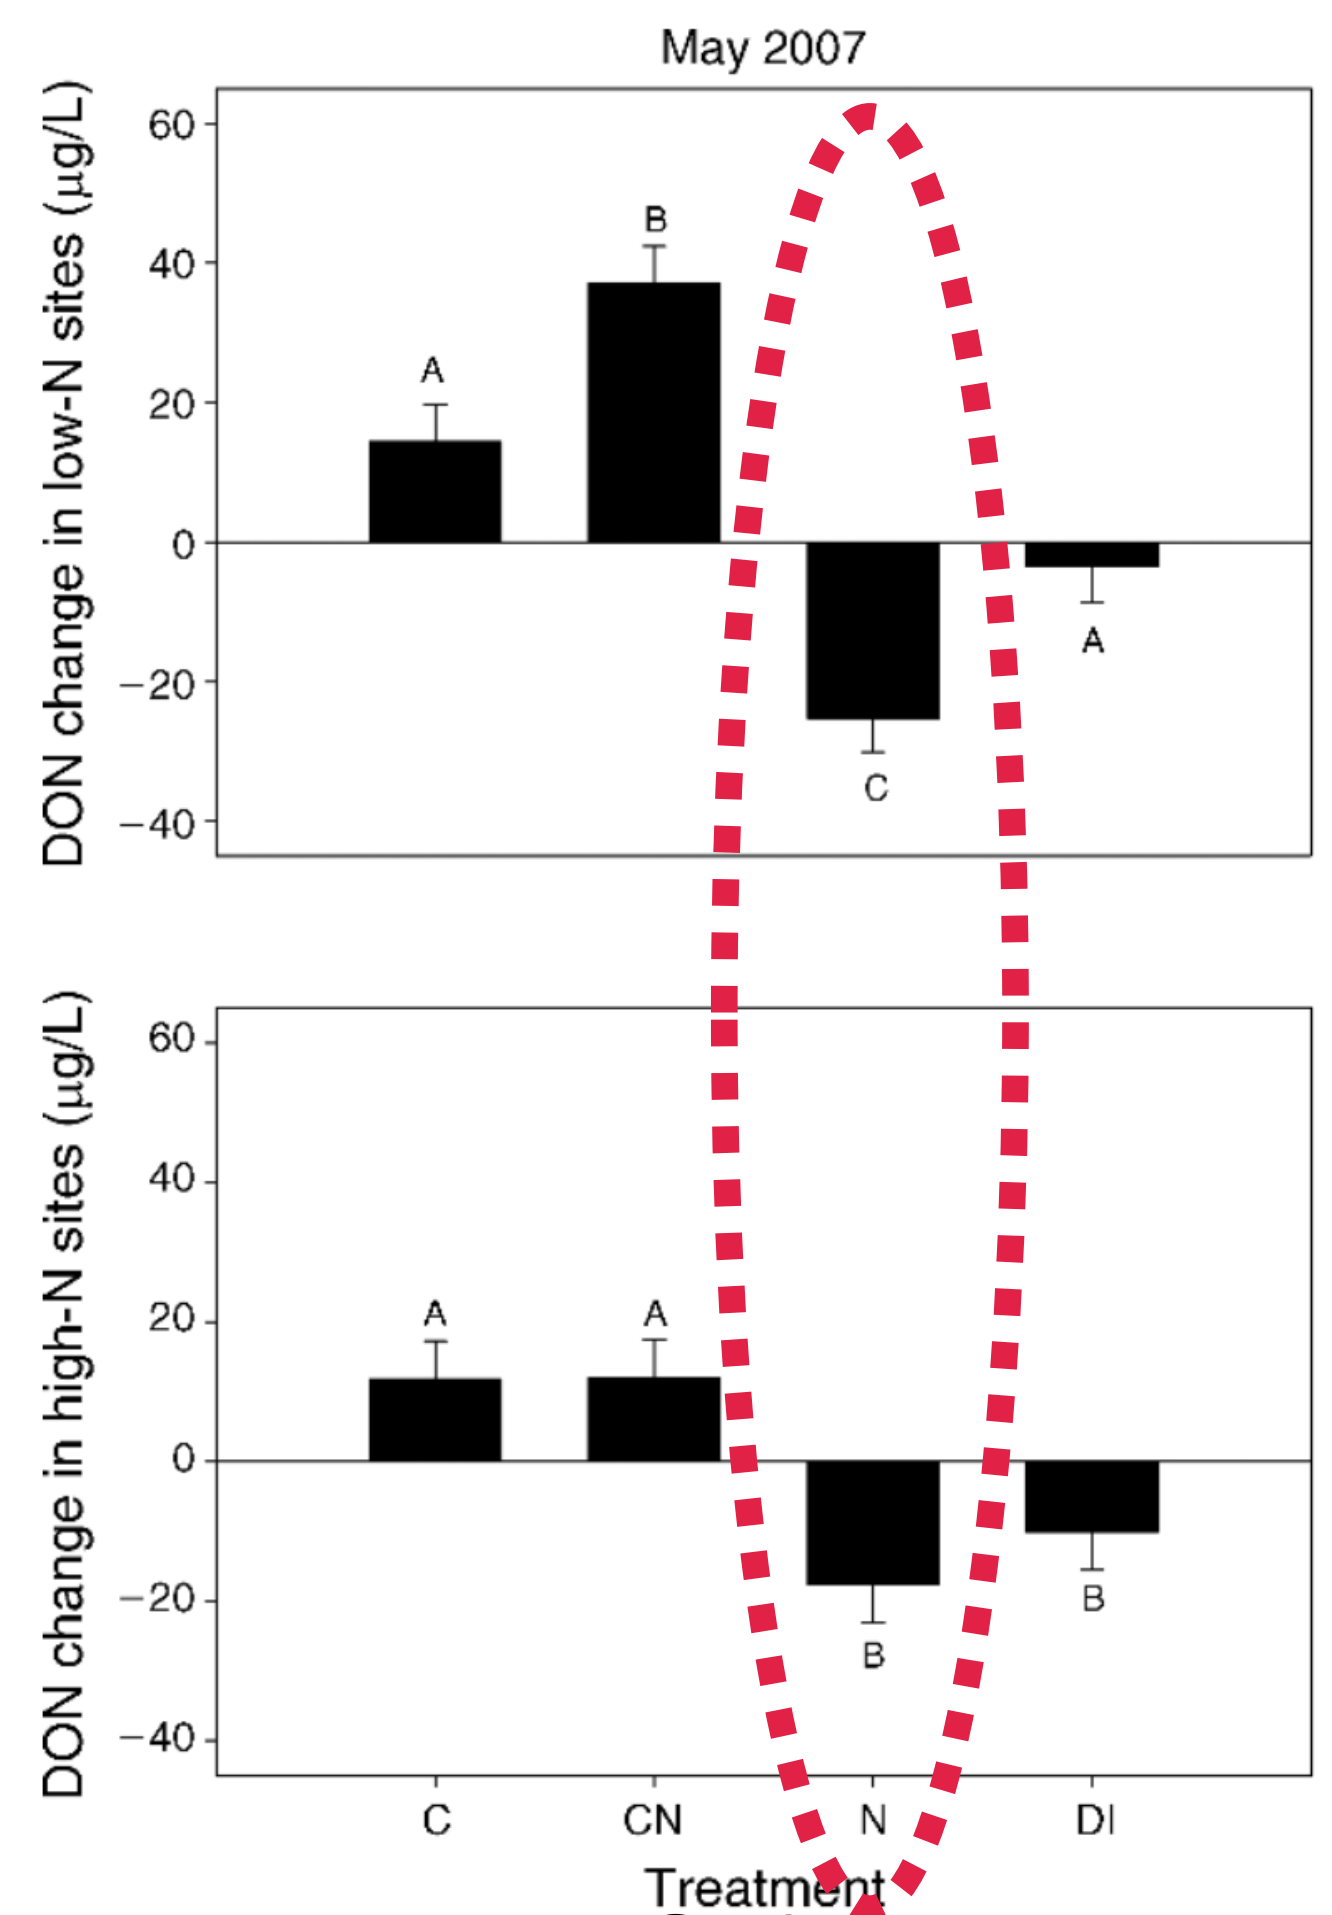 May 2007
DON change in low-N sites (µg/L)
60
40
20
0
−20
−40
A
B
C
A
DON change in high-N sites (µg/L)
60
40
20
0
−20
−40
A
A
B
B
C CN N DI
Treatment